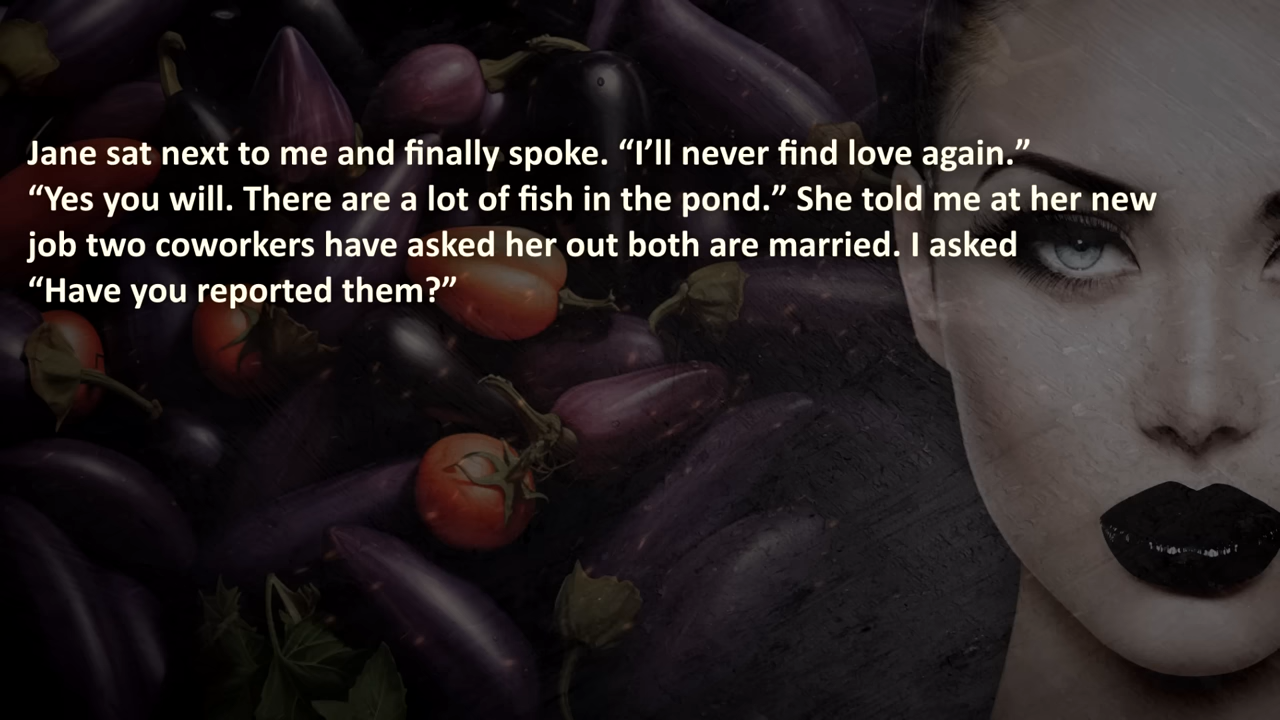 Jane sat next to me and finally spoke. “I’ll never find love again.”
“Yes you will. There are a lot of fish in the pond.” She told me at her new
job two coworkers have asked her out both are married. I asked
“Have you reported them?”